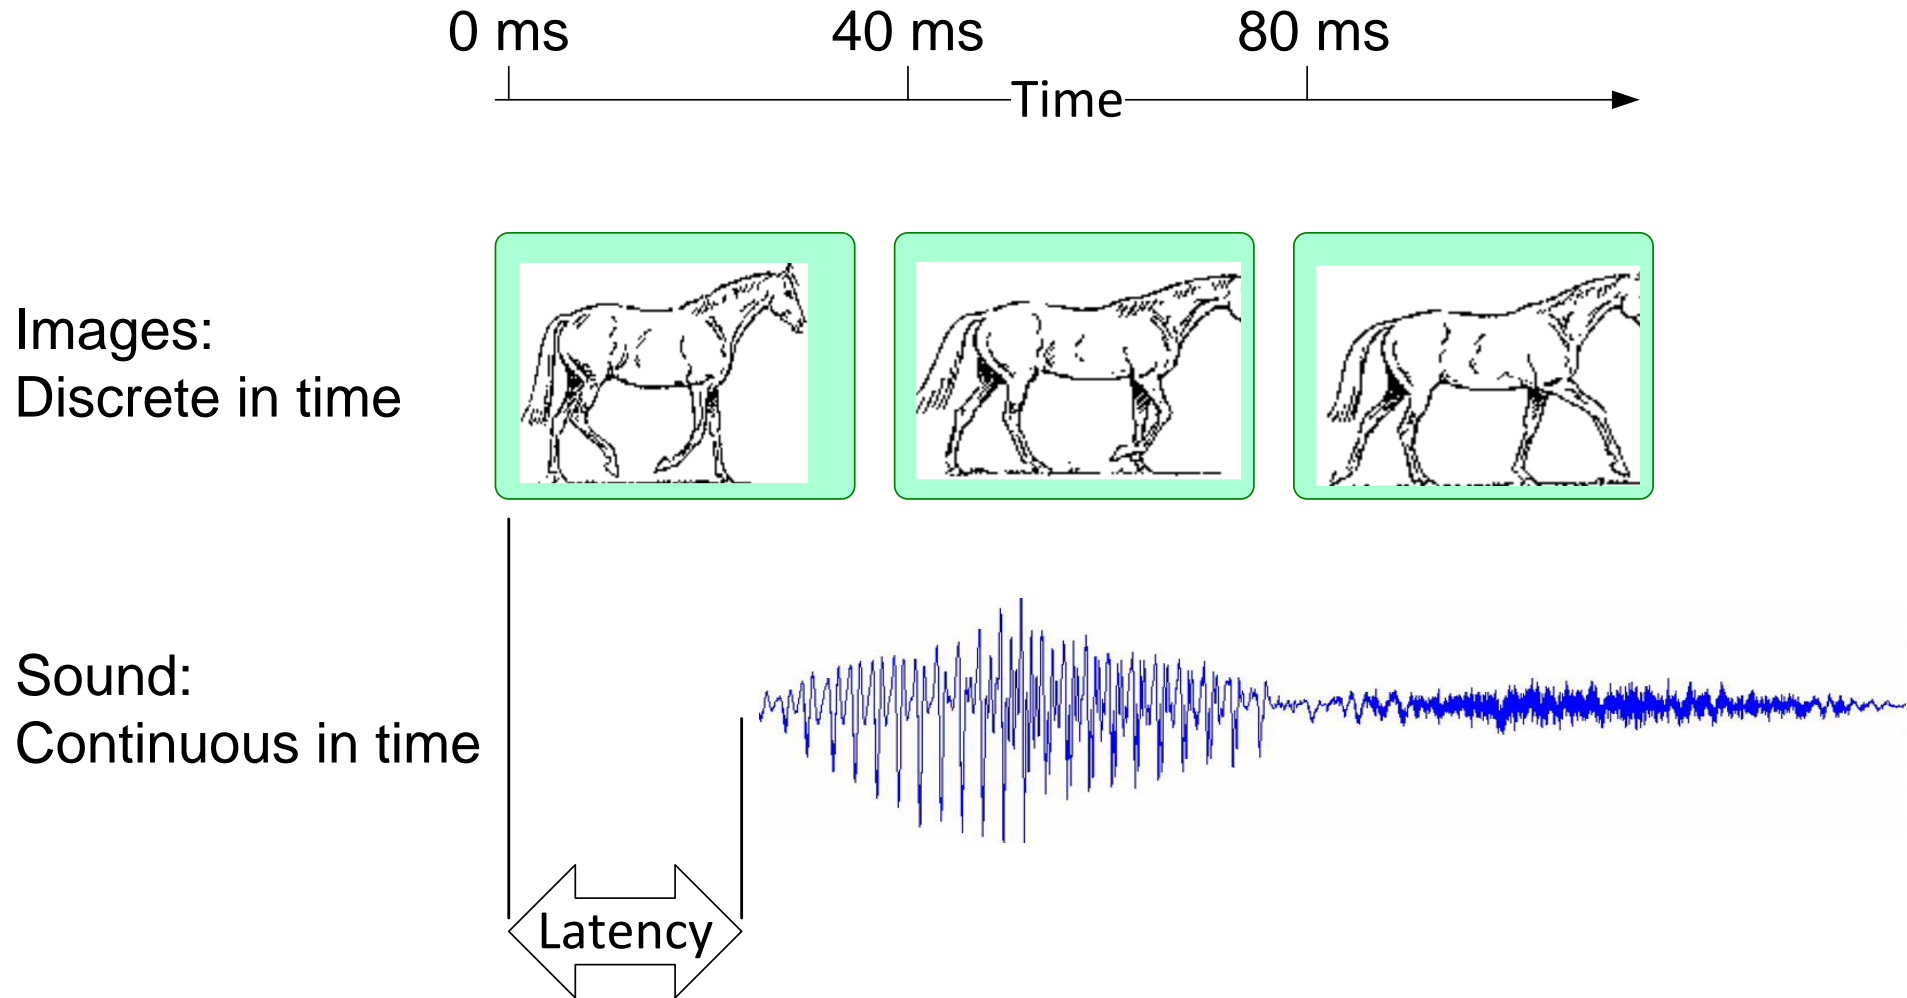 0 ms 40 ms 80 ms
Time
Images:
Discrete in time
Sound:
Continuous in time
Latency